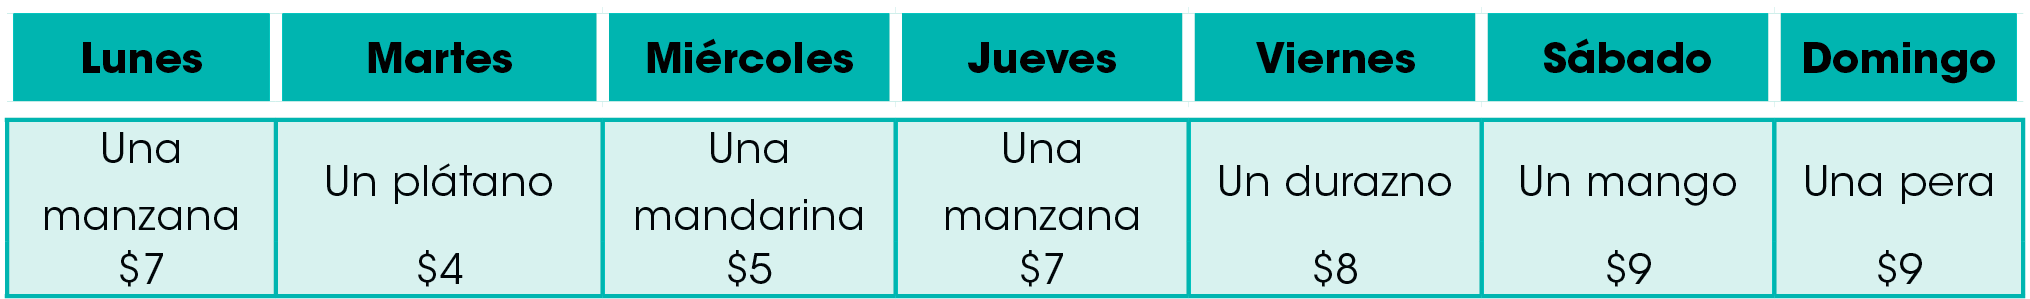 Lunes Martes Miércoles Jueves Viernes Sábado Domingo
Una manzana $7
Un plátano $4
Una mandarina $5
Una manzana $7
Un durazno $8
Un mango $9
Una pera $9